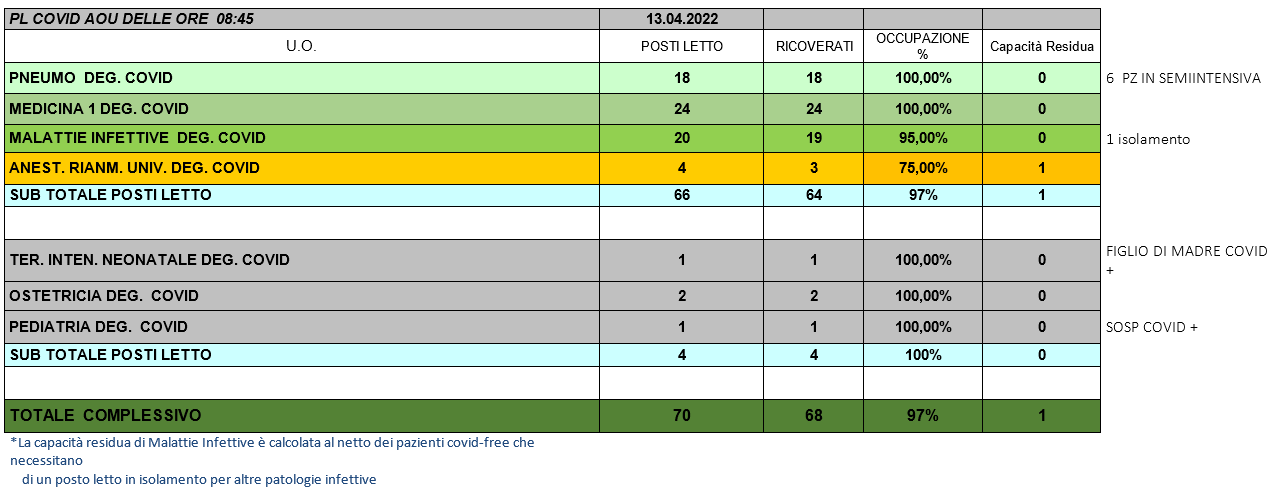 PL COVID AOU DELLE ORE 08:45 13.04.2022
U.O. POSTI LETTO RICOVERATI OCCUPAZIONE % Capacità Residua
PNEUMO DEG. COVID 18 18 100,00% 0 6 PZ IN SEMIINTENSIVA
MEDICINA 1 DEG. COVID 24 24 100,00% 0
MALATTIE INFETTIVE DEG. COVID 20 19 95,00% 0 1 isolamento
ANEST. RIANM. UNIV. DEG. COVID 4 3 75,00% 1
SUB TOTALE POSTI LETTO 66 64 97% 1
TER. INTEN. NEONATALE DEG. COVID 1 1 100,00% 0 FIGLIO DI MADRE COVID +
OSTETRICIA DEG. COVID 2 2 100,00% 0
PEDIATRIA DEG. COVID 1 1 100,00% 0 SOSP COVID +
SUB TOTALE POSTI LETTO 4 4 100% 0
TOTALE COMPLESSIVO 70 68 97% 1
*La capacità residua di Malattie Infettive è calcolata al netto dei pazienti covid-free che
necessitano
di un posto letto in isolamento per altre patologie infettive